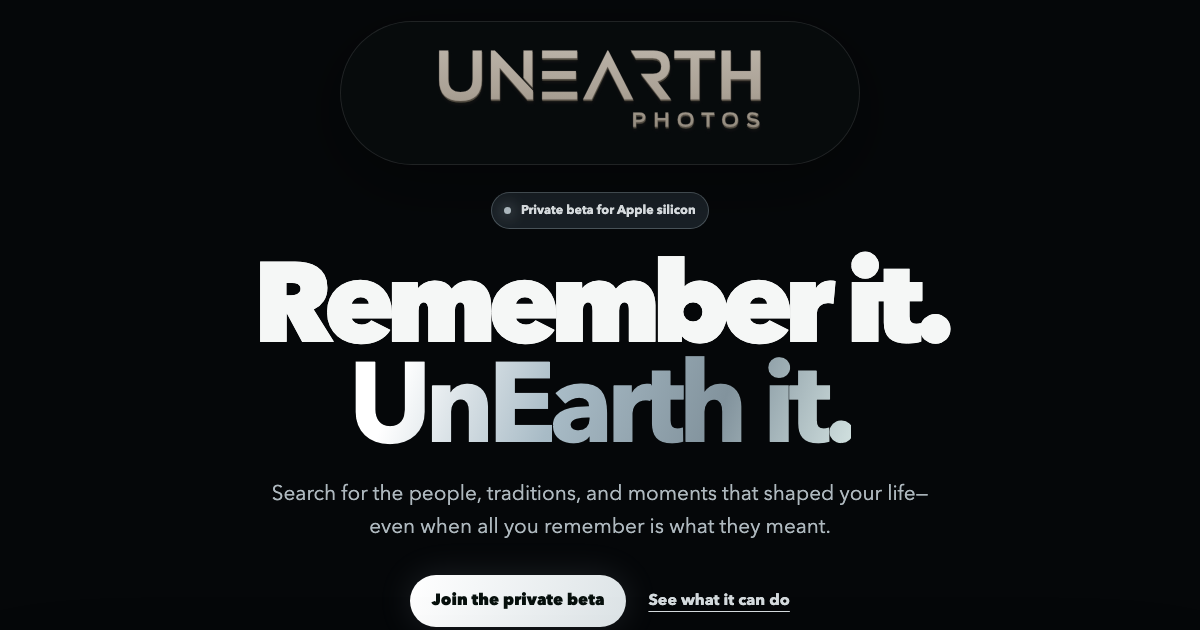 UNEARTH
PHOTOS
Private beta for Apple silicon
Remember it.
UnEarth it.
Search for the people, traditions, and moments that shaped your life—
even when all you remember is what they meant.
Join the private beta
See what it can do